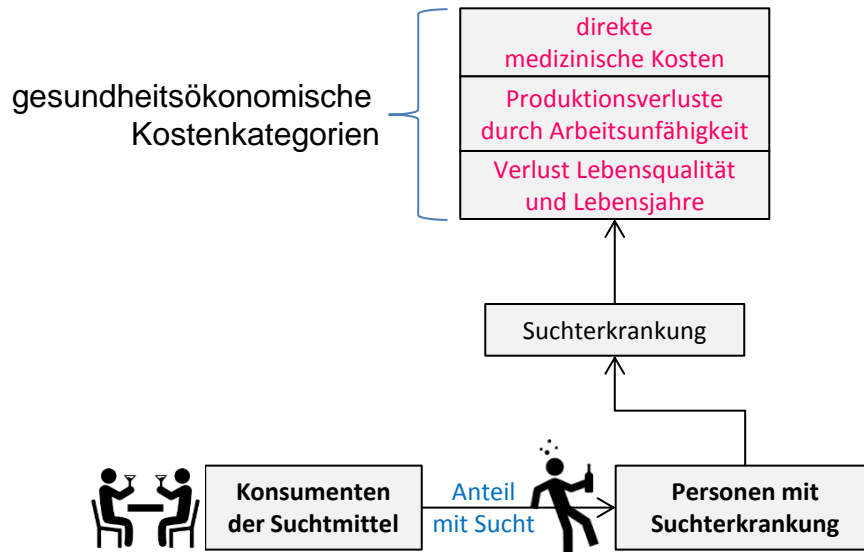 direkte
medizinische Kosten
gesundheitsökonomische
Kostenkategorien
Produktionsverluste
durch Arbeitsunfähigkeit
Verlust Lebensqualität
und Lebensjahre
Suchterkrankung
Konsumenten
der Suchtmittel
Anteil
mit Sucht
Personen mit
Suchterkrankung